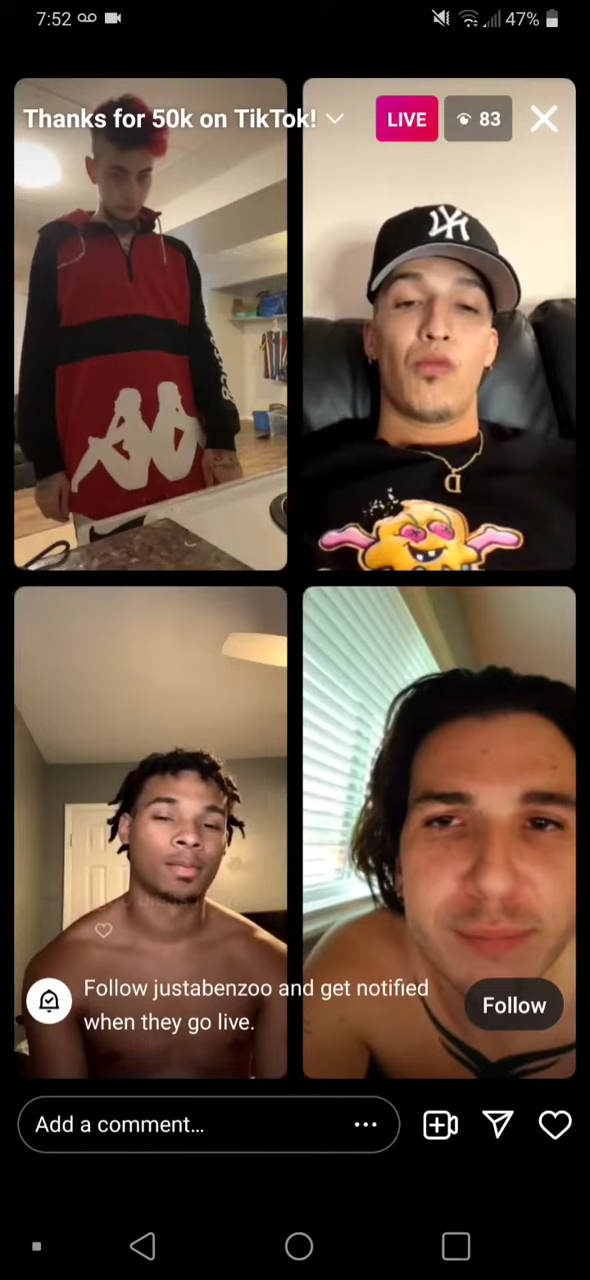 7:52
47%
Thanks for 50k on TikTok!
LIVE
83
Follow justabenzoo and get notified
when they go live.
Follow
Add a comment...